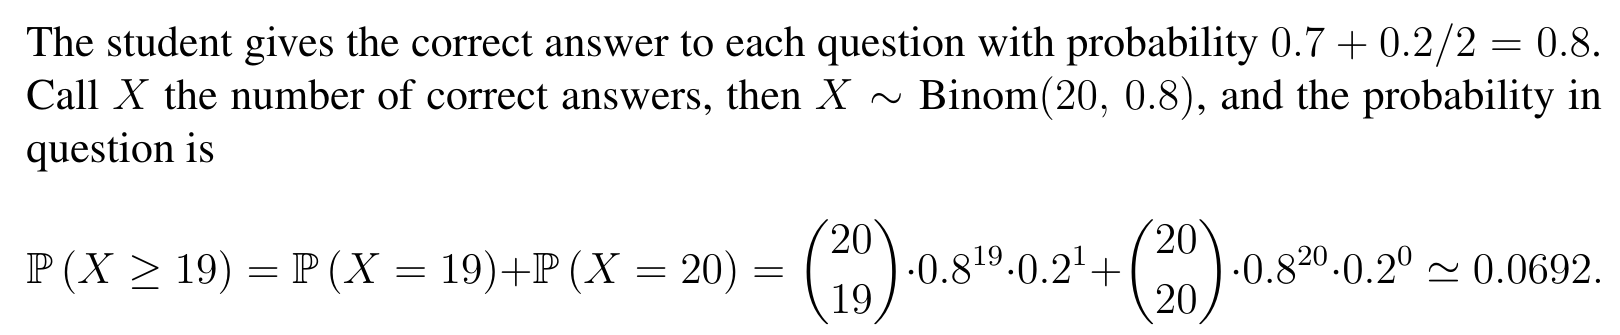 The student gives the correct answer to each question with probability 0.7 + 0.2/2 = 0.8.
Call X the number of correct answers, then X ∼ Binom(20, 0.8), and the probability in
question is
ℙ(X ≥ 19) = ℙ(X = 19)+ℙ(X = 20) = \binom{20}{19}·0.8^{19}·0.2^{1}+\binom{20}{20}·0.8^{20}·0.2^{0} ≃ 0.0692.